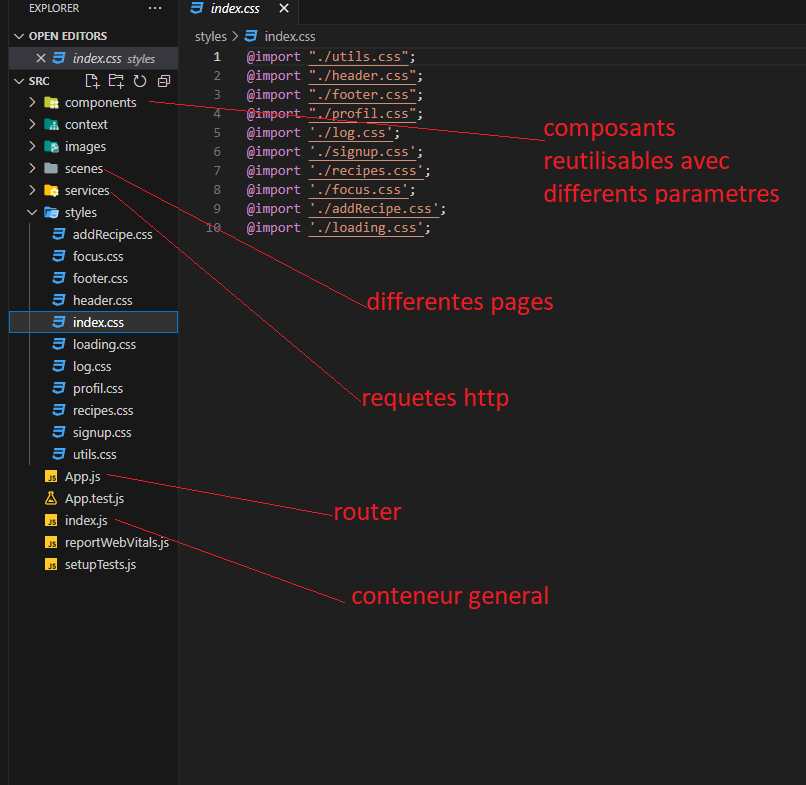 EXPLORER ··· index.css
OPEN EDITORS
index.css styles
SRC
components
context
images
scenes
services
styles
addRecipe.css
focus.css
footer.css
header.css
index.css
loading.css
log.css
profil.css
recipes.css
signup.css
utils.css
App.js
App.test.js
index.js
reportWebVitals.js
setupTests.js
styles > index.css
1 @import "./utils.css";
2 @import "./header.css";
3 @import "./footer.css";
4 @import "./profil.css";
5 @import './log.css';
6 @import './signup.css';
7 @import './recipes.css';
8 @import './focus.css';
9 @import './addRecipe.css';
10 @import './loading.css';
composants
reutilisables avec
differents parametres
differentes pages
requetes http
router
conteneur general